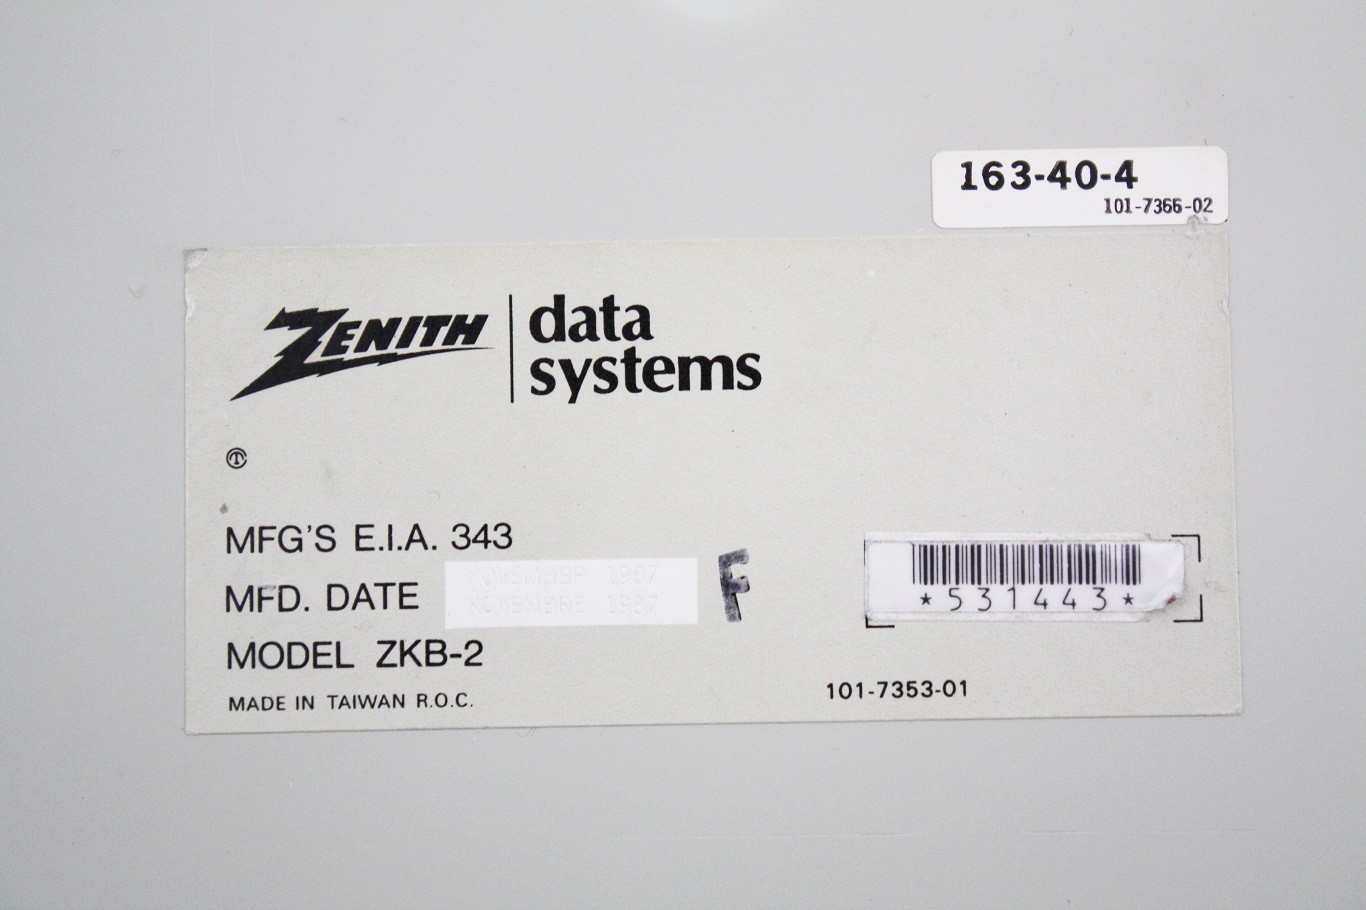 163-40-4
101-7366-02
ZENITH data systems
MFG'S E.I.A. 343
NOVEMBER 1987
MFD. DATE NOVEMBRE 1987 F
MODEL ZKB-2
MADE IN TAIWAN R.O.C.
*531443*
101-7353-01